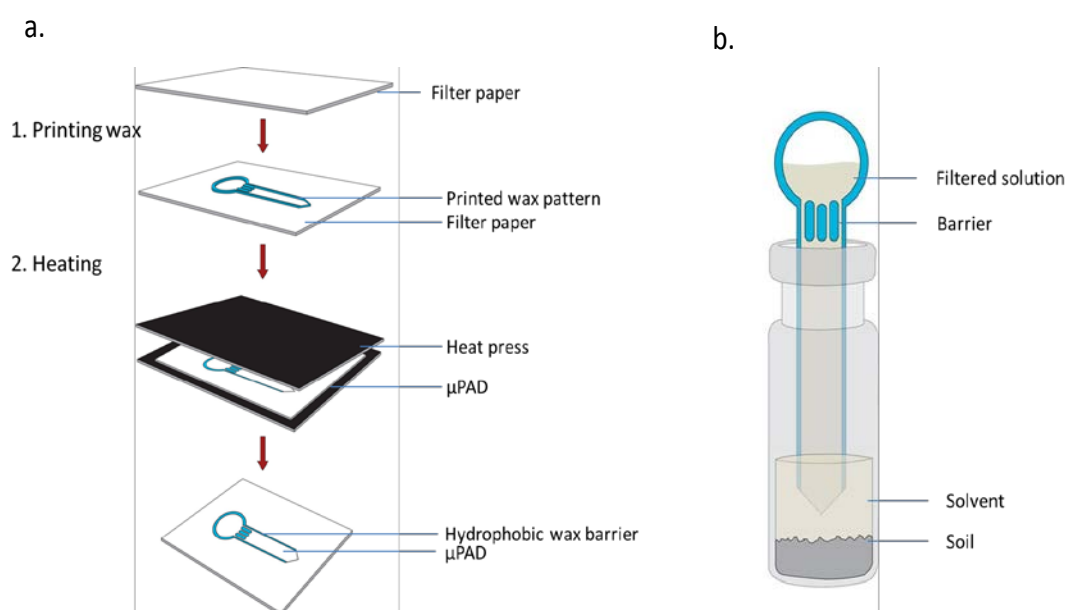 a.
Filter paper
1. Printing wax
Printed wax pattern
Filter paper
2. Heating
Heat press
µPAD
Hydrophobic wax barrier
µPAD
b.
Filtered solution
Barrier
Solvent
Soil